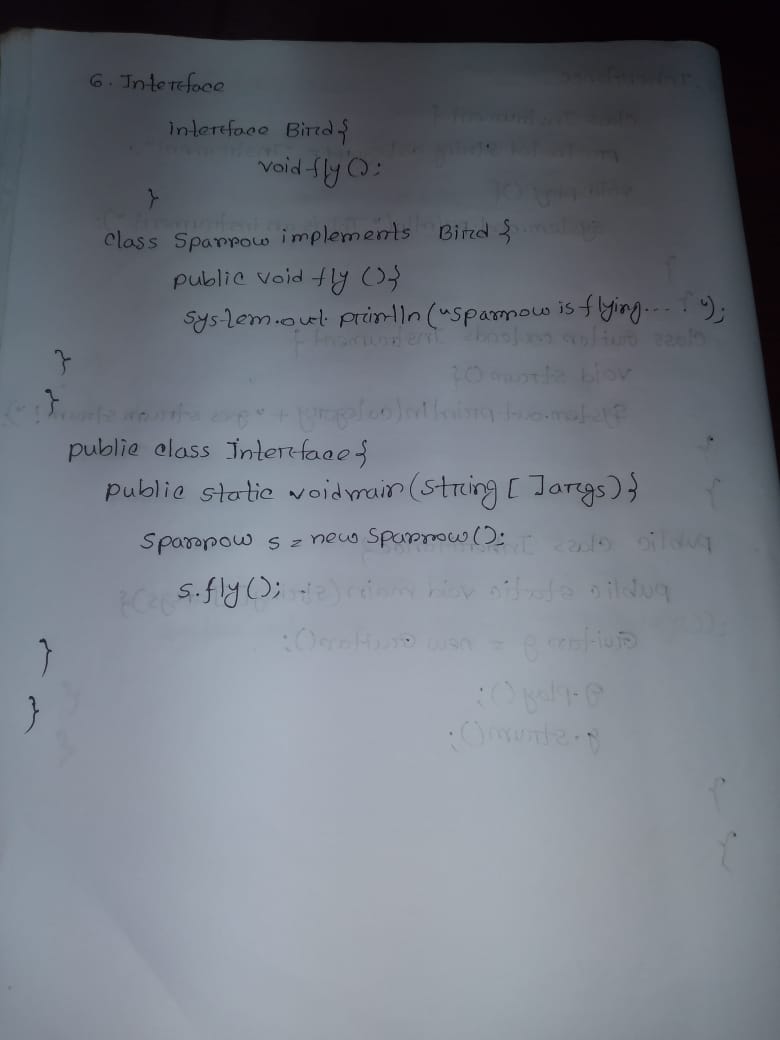 6. Interface
interface Bird {
void fly ();
}
class Sparrow implements Bird {
public void fly () {
System.out.println ("Sparrow is flying....");
}
}
public class Interface {
public static void main (String [ ] args) {
Sparrow s = new Sparrow ();
s.fly ();
}
}